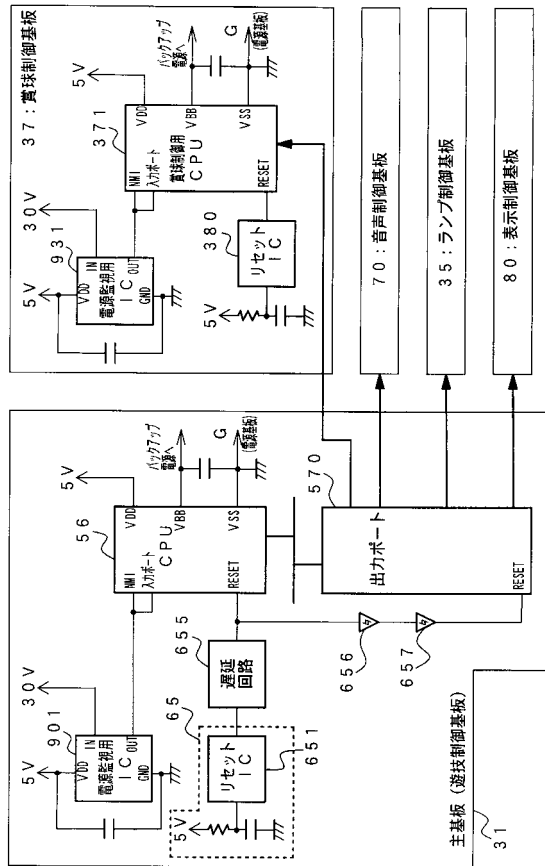 37:賞球制御基板
30V
5V
931
VDD
IN
電源監視用
IC
OUT
GND
5V
371
NMI
入力ポート
VDD
賞球制御用
CPU
VBB
バックアップ
電源へ
VSS
G
(電源基板)
RESET
380
リセット
IC
5V
30V
5V
901
VDD
IN
電源監視用
IC
OUT
GND
5V
56
NMI
入力ポート
VDD
CPU
VBB
バックアップ
電源へ
VSS
G
(電源基板)
RESET
655
遅延
回路
65
5V
リセット
IC
651
656
657
570
出力ポート
RESET
70:音声制御基板
35:ランプ制御基板
80:表示制御基板
主基板(遊技制御基板)
31